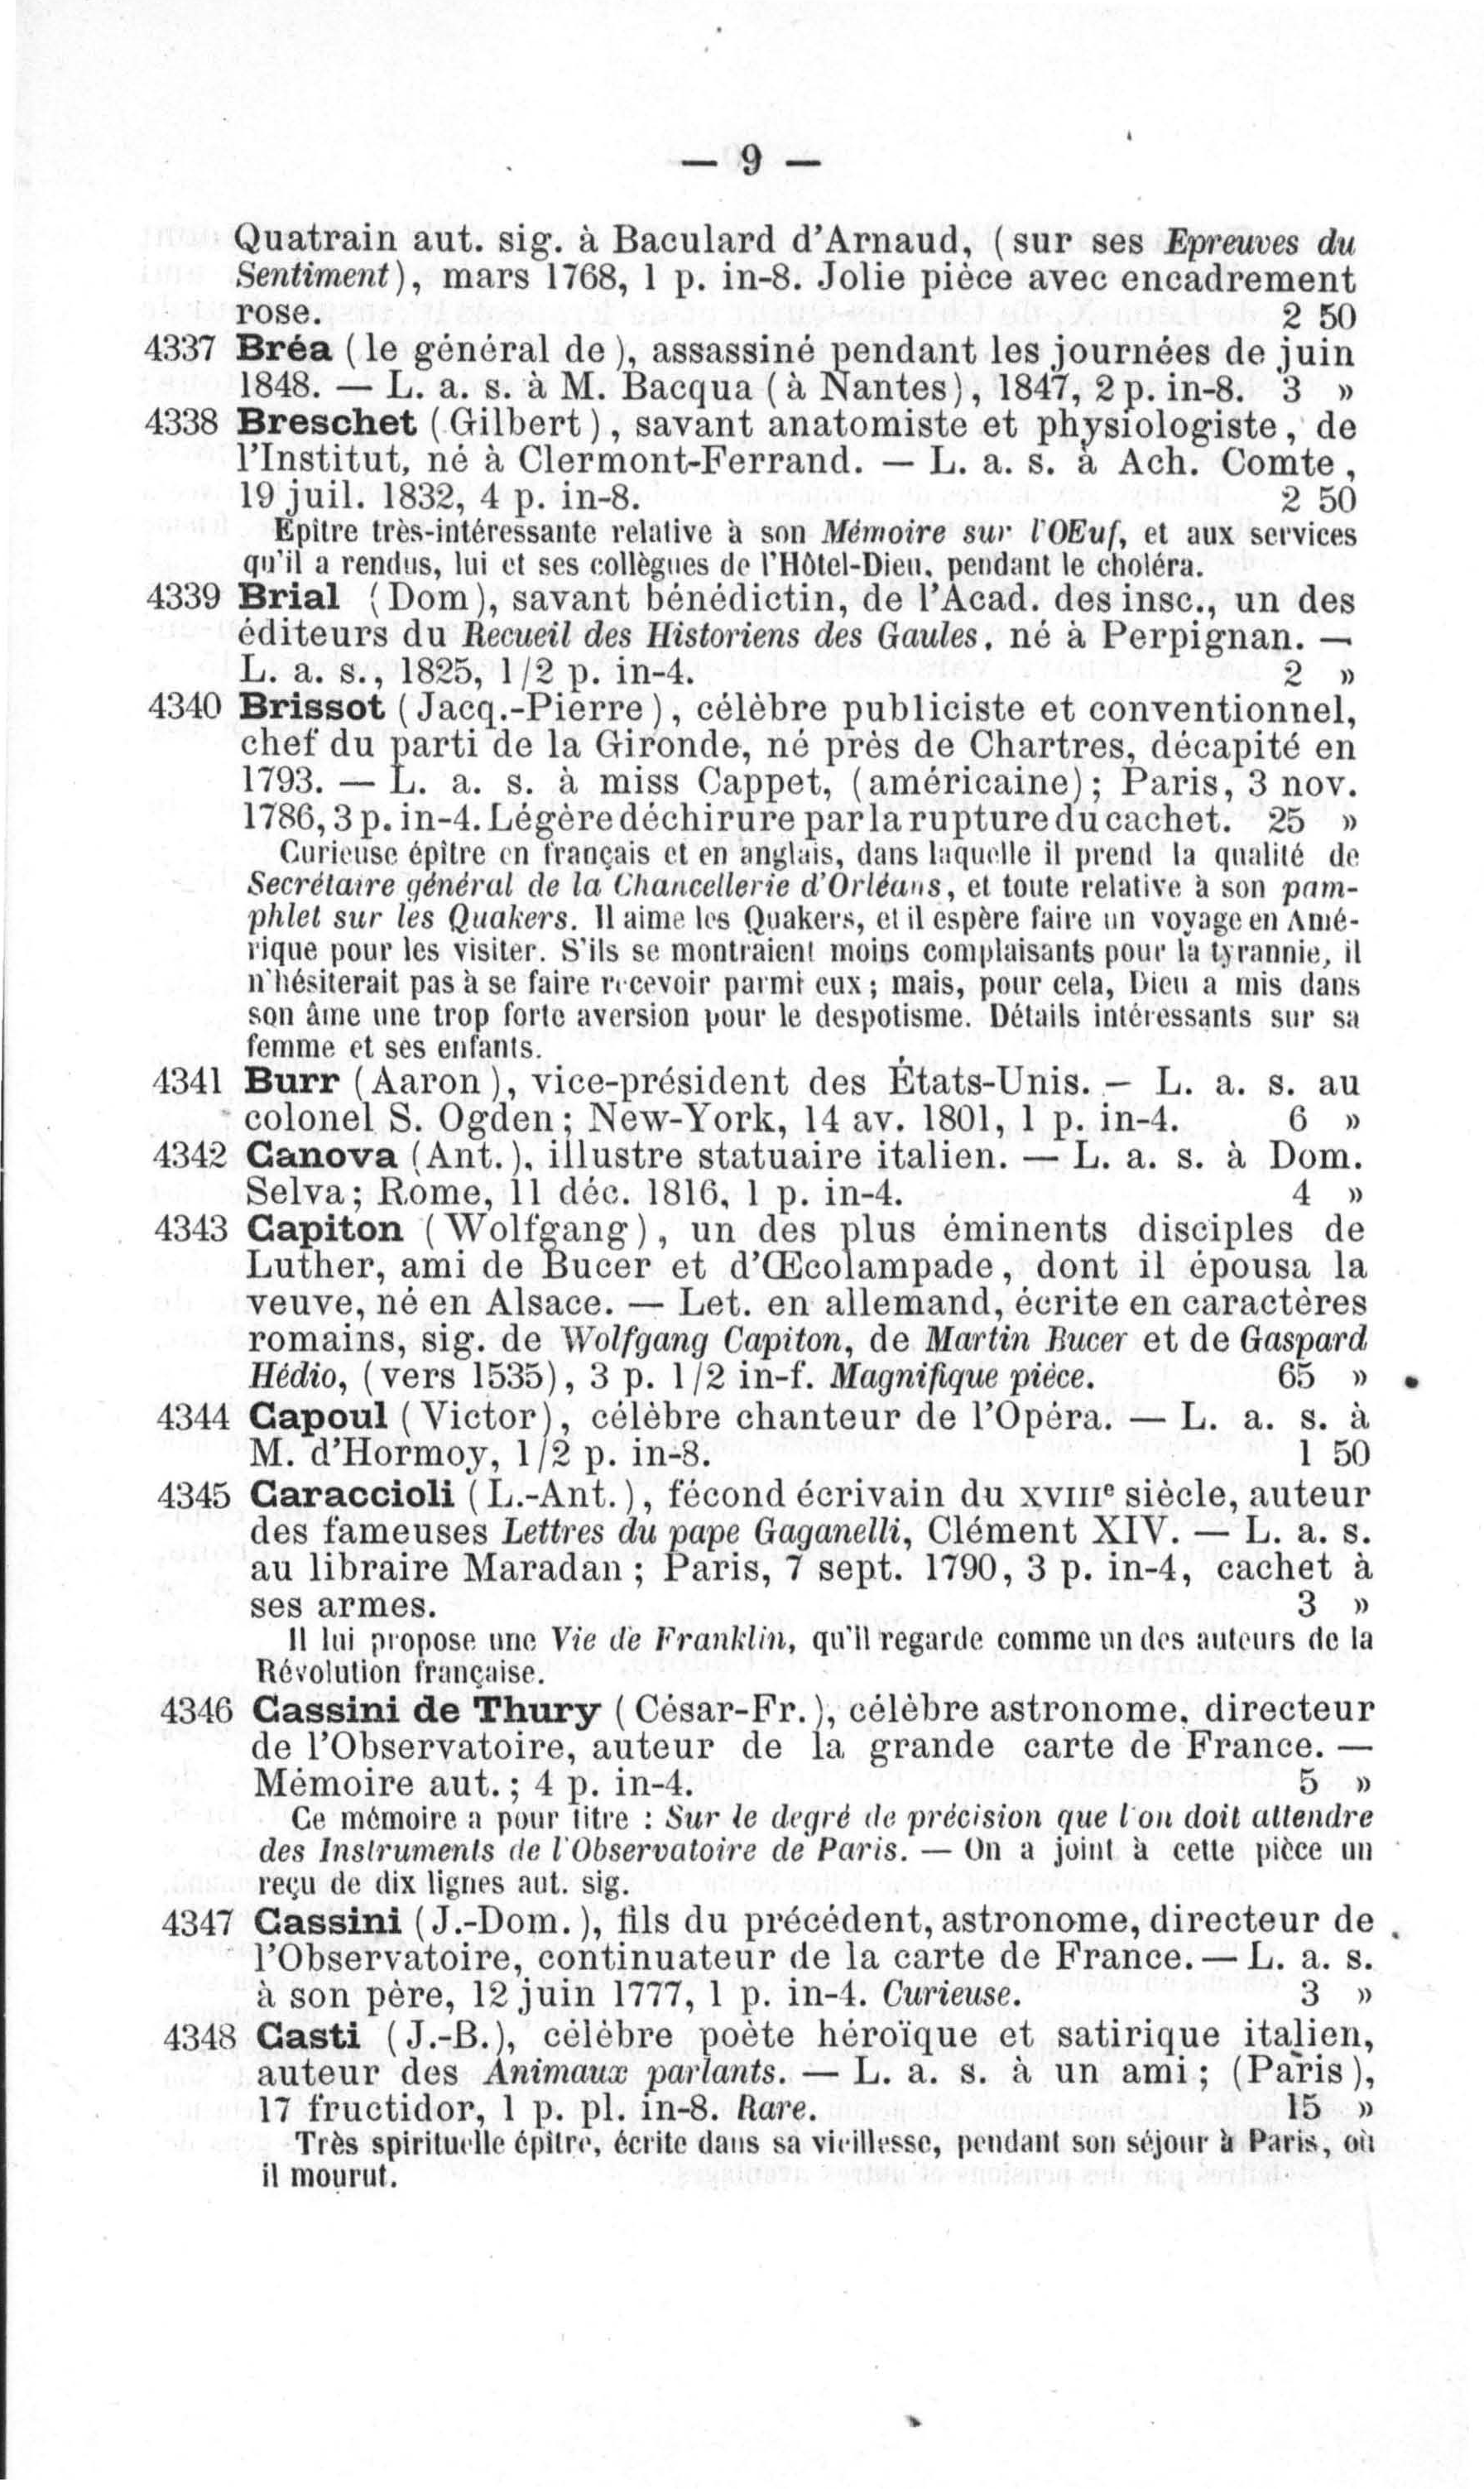 — 9 —
Quatrain aut. sig. à Baculard d'Arnaud, (sur ses Epreuves du
Sentiment), mars 1768, 1 p. in-8. Jolie pièce avec encadrement
rose. 2 50
4337 Bréa (le général de), assassiné pendant les journées de juin
1848. — L. a. s. à M. Bacqua (à Nantes), 1847, 2 p. in-8. 3 »
4338 Breschet (Gilbert), savant anatomiste et physiologiste, de
l'Institut, né à Clermont-Ferrand. — L. a. s. à Ach. Comte,
19 juil. 1832, 4 p. in-8. 2 50
Epître très-intéressante relative à son Mémoire sur l'OEuf, et aux services
qu'il a rendus, lui et ses collègues de l'Hôtel-Dieu, pendant le choléra.
4339 Brial (Dom), savant bénédictin, de l'Acad. des insc., un des
éditeurs du Recueil des Historiens des Gaules, né à Perpignan. —
L. a. s., 1825, 1/2 p. in-4. 2 »
4340 Brissot (Jacq.-Pierre), célèbre publiciste et conventionnel,
chef du parti de la Gironde, né près de Chartres, décapité en
1793. — L. a. s. à miss Cappet, (américaine); Paris, 3 nov.
1786, 3 p. in-4. Légère déchirure par la rupture du cachet. 25 »
Curieuse épître en français et en anglais, dans laquelle il prend la qualité de
Secrétaire général de la Chancellerie d'Orléans, et toute relative à son pam-
phlet sur les Quakers. Il aime les Quakers, et il espère faire un voyage en Amé-
rique pour les visiter. S'ils se montraient moins complaisants pour la tyrannie, il
n'hésiterait pas à se faire recevoir parmi eux; mais, pour cela, Dieu a mis dans
son âme une trop forte aversion pour le despotisme. Détails intéressants sur sa
femme et ses enfants.
4341 Burr (Aaron), vice-président des États-Unis. — L. a. s. au
colonel S. Ogden; New-York, 14 av. 1801, 1 p. in-4. 6 »
4342 Canova (Ant.), illustre statuaire italien. — L. a. s. à Dom.
Selva; Rome, 11 déc. 1816, 1 p. in-4. 4 »
4343 Capiton (Wolfgang), un des plus éminents disciples de
Luther, ami de Bucer et d'Œcolampade, dont il épousa la
veuve, né en Alsace. — Let. en allemand, écrite en caractères
romains, sig. de Wolfgang Capiton, de Martin Bucer et de Gaspard
Hédio, (vers 1535), 3 p. 1/2 in-f. Magnifique pièce. 65 »
4344 Capoul (Victor), célèbre chanteur de l'Opéra. — L. a. s. à
M. d'Hormoy, 1/2 p. in-8. 1 50
4345 Caraccioli (L.-Ant.), fécond écrivain du XVIIIe siècle, auteur
des fameuses Lettres du pape Gaganelli, Clément XIV. — L. a. s.
au libraire Maradan; Paris, 7 sept. 1790, 3 p. in-4, cachet à
ses armes. 3 »
Il lui propose une Vie de Franklin, qu'il regarde comme un des auteurs de la
Révolution française.
4346 Cassini de Thury (César-Fr.), célèbre astronome, directeur
de l'Observatoire, auteur de la grande carte de France. —
Mémoire aut.; 4 p. in-4. 5 »
Ce mémoire a pour titre : Sur le degré de précision que l'on doit attendre
des Instruments de l'Observatoire de Paris. — On a joint à cette pièce un
reçu de dix lignes aut. sig.
4347 Cassini (J.-Dom.), fils du précédent, astronome, directeur de
l'Observatoire, continuateur de la carte de France. — L. a. s.
à son père, 12 juin 1777, 1 p. in-4. Curieuse. 3 »
4348 Casti (J.-B.), célèbre poète héroïque et satirique italien,
auteur des Animaux parlants. — L. a. s. à un ami; (Paris),
17 fructidor, 1 p. pl. in-8. Rare. 15 »
Très spirituelle épître, écrite dans sa vieillesse, pendant son séjour à Paris, où
il mourut.